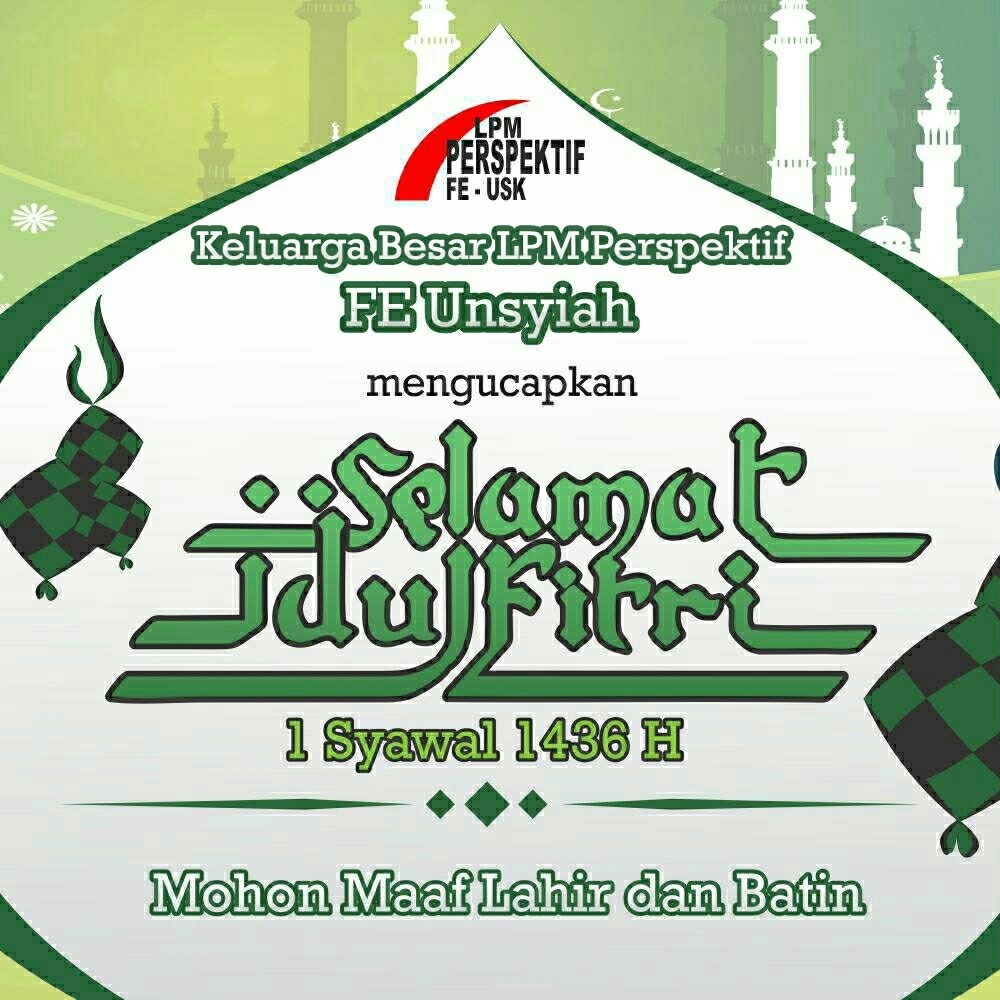 LPM
PERSPEKTIF
FE - USK
Keluarga Besar LPM Perspektif
FE Unsyiah
mengucapkan
Selamat
idul Fitri
1 Syawal 1436 H
Mohon Maaf Lahir dan Batin